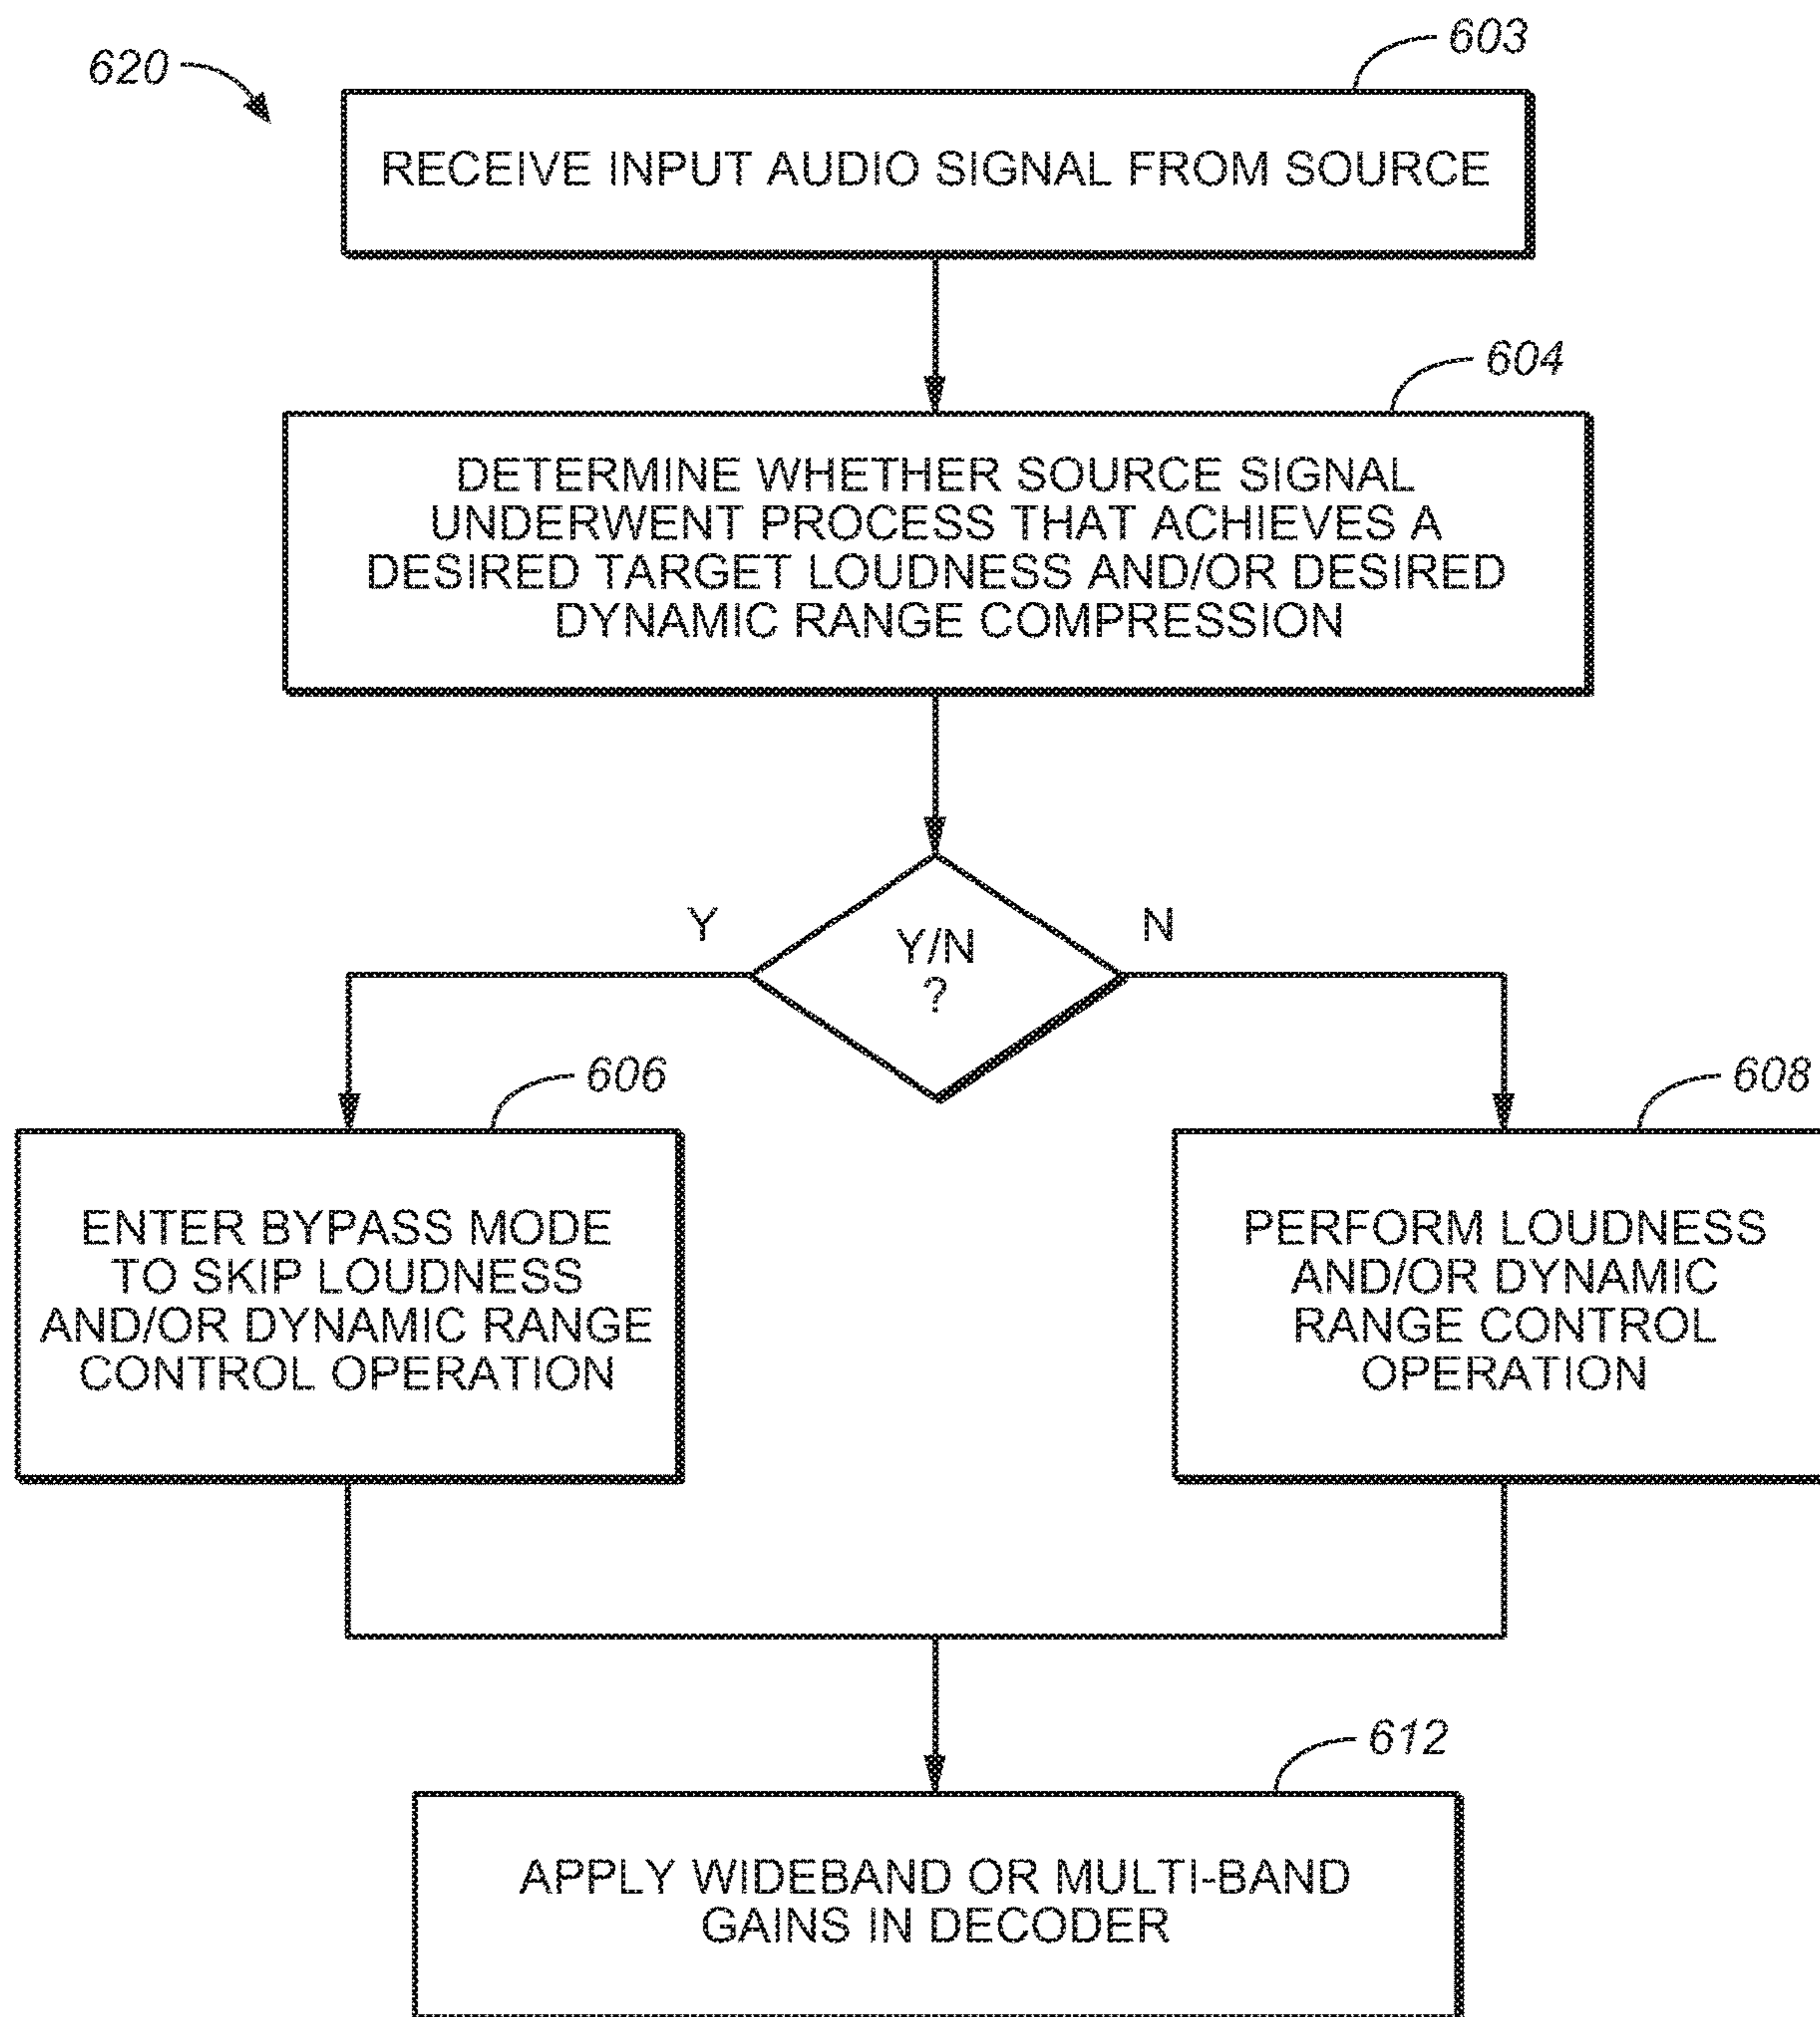 620
603
RECEIVE INPUT AUDIO SIGNAL FROM SOURCE
604
DETERMINE WHETHER SOURCE SIGNAL
UNDERWENT PROCESS THAT ACHIEVES A
DESIRED TARGET LOUDNESS AND/OR DESIRED
DYNAMIC RANGE COMPRESSION
Y
Y/N
?
N
606
ENTER BYPASS MODE
TO SKIP LOUDNESS
AND/OR DYNAMIC RANGE
CONTROL OPERATION
608
PERFORM LOUDNESS
AND/OR DYNAMIC
RANGE CONTROL
OPERATION
612
APPLY WIDEBAND OR MULTI-BAND
GAINS IN DECODER